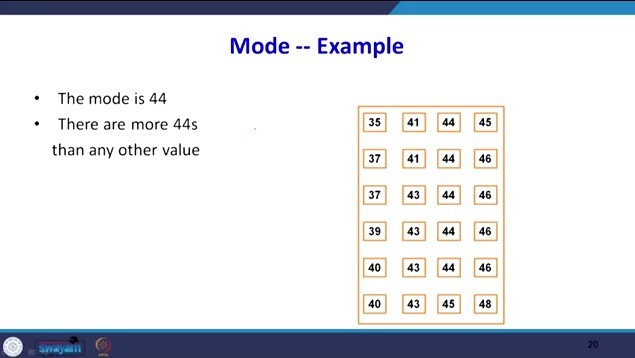 Mode -- Example
• The mode is 44
• There are more 44s
than any other value
35 41 44 45
37 41 44 46
37 43 44 46
39 43 44 46
40 43 44 46
40 43 45 48
swayam
20